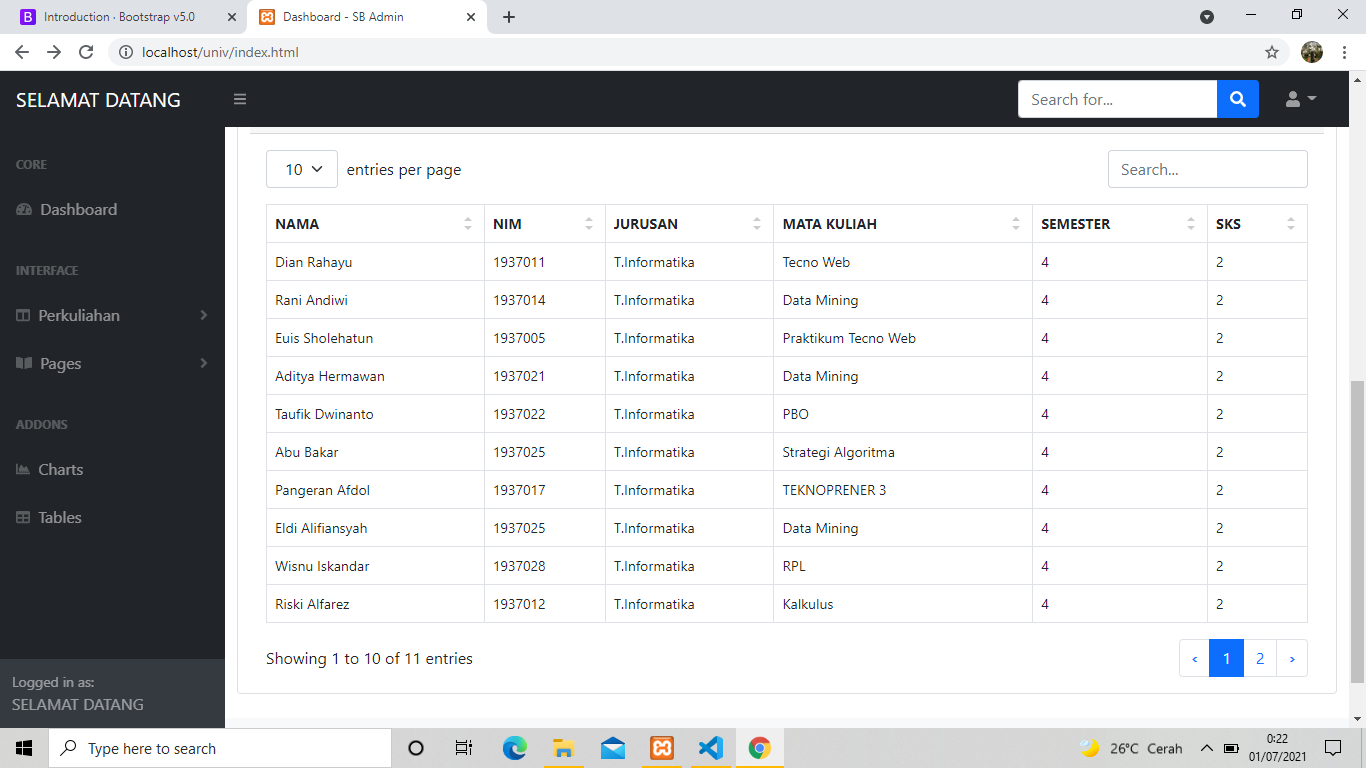 Introduction · Bootstrap v5.0
Dashboard - SB Admin
localhost/univ/index.html
SELAMAT DATANG
Search for...
CORE
Dashboard
INTERFACE
Perkuliahan
Pages
ADDONS
Charts
Tables
Logged in as:
SELAMAT DATANG
10 entries per page
Search...
NAMA NIM JURUSAN MATA KULIAH SEMESTER SKS
Dian Rahayu 1937011 T.Informatika Tecno Web 4 2
Rani Andiwi 1937014 T.Informatika Data Mining 4 2
Euis Sholehatun 1937005 T.Informatika Praktikum Tecno Web 4 2
Aditya Hermawan 1937021 T.Informatika Data Mining 4 2
Taufik Dwinanto 1937022 T.Informatika PBO 4 2
Abu Bakar 1937025 T.Informatika Strategi Algoritma 4 2
Pangeran Afdol 1937017 T.Informatika TEKNOPRENER 3 4 2
Eldi Alifiansyah 1937025 T.Informatika Data Mining 4 2
Wisnu Iskandar 1937028 T.Informatika RPL 4 2
Riski Alfarez 1937012 T.Informatika Kalkulus 4 2
Showing 1 to 10 of 11 entries
‹ 1 2 ›
Type here to search
26°C Cerah
0:22
01/07/2021